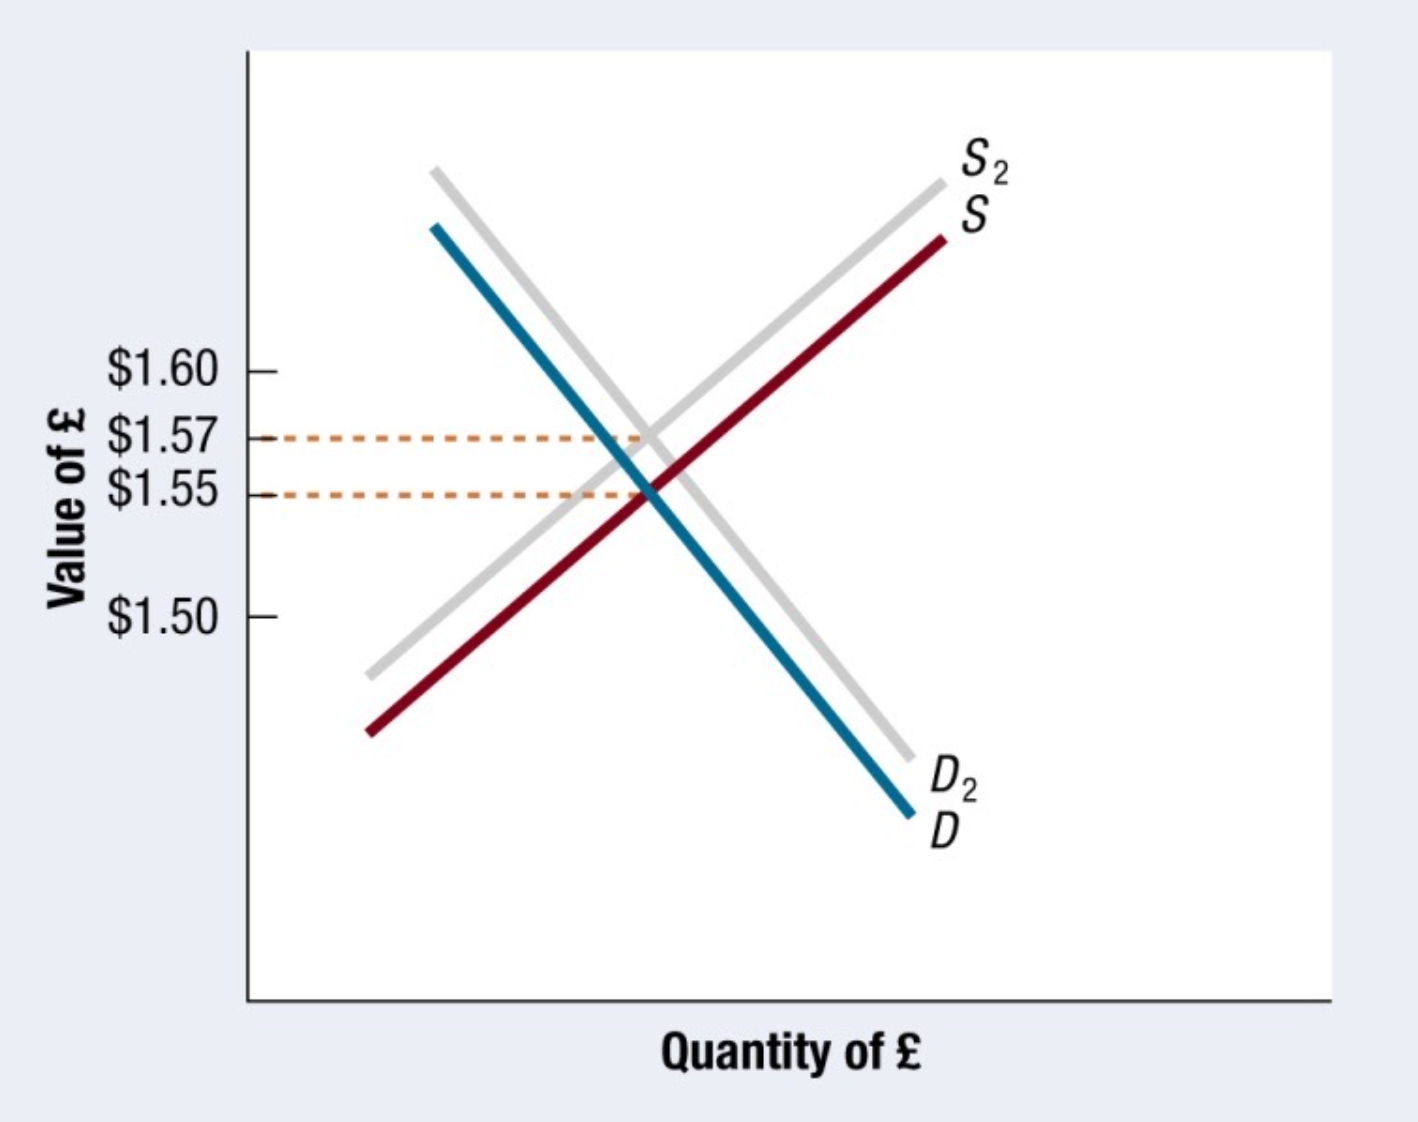 S2
S
$1.60
$1.57
$1.55
$1.50
Value of £
D2
D
Quantity of £